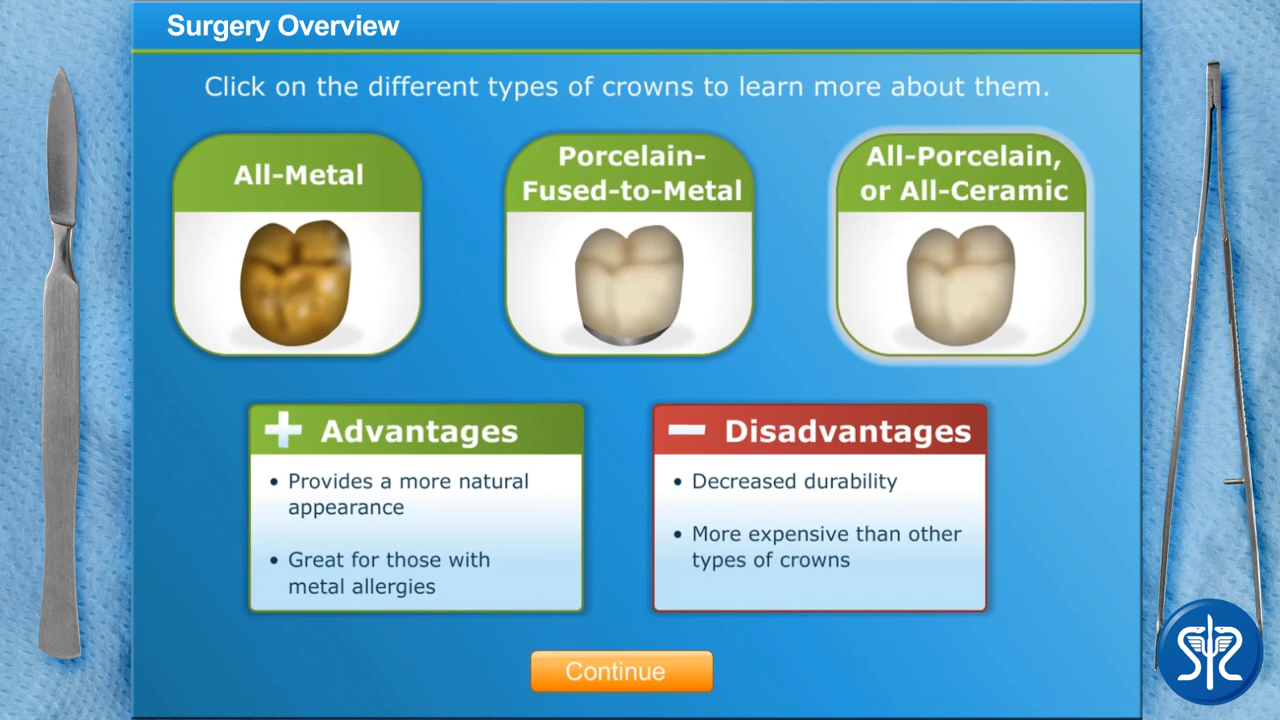 Surgery Overview
Click on the different types of crowns to learn more about them.
All-Metal
Porcelain-
Fused-to-Metal
All-Porcelain,
or All-Ceramic
Advantages
• Provides a more natural
appearance
• Great for those with
metal allergies
Disadvantages
• Decreased durability
• More expensive than other
types of crowns
Continue